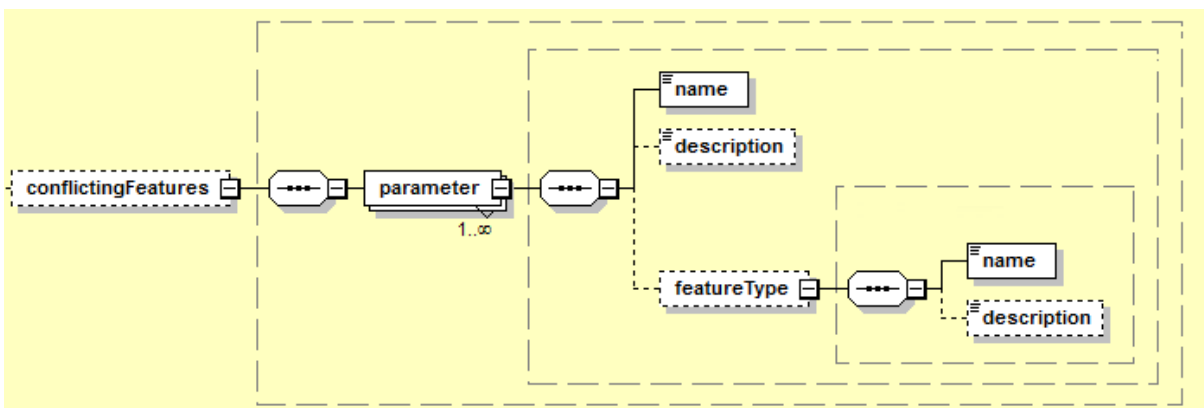 name
description
conflictingFeatures
parameter
1..∞
name
featureType
description